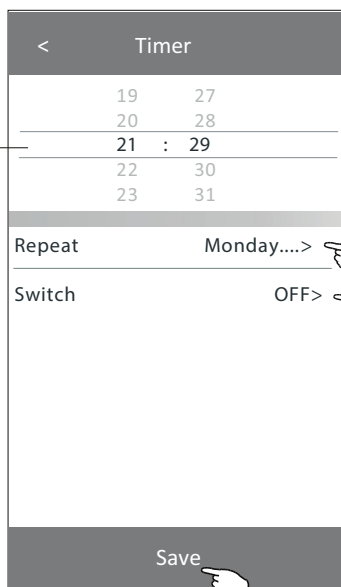 < Timer
19 27
20 28
21 : 29
22 30
23 31
Repeat Monday....>
Switch OFF>
Save